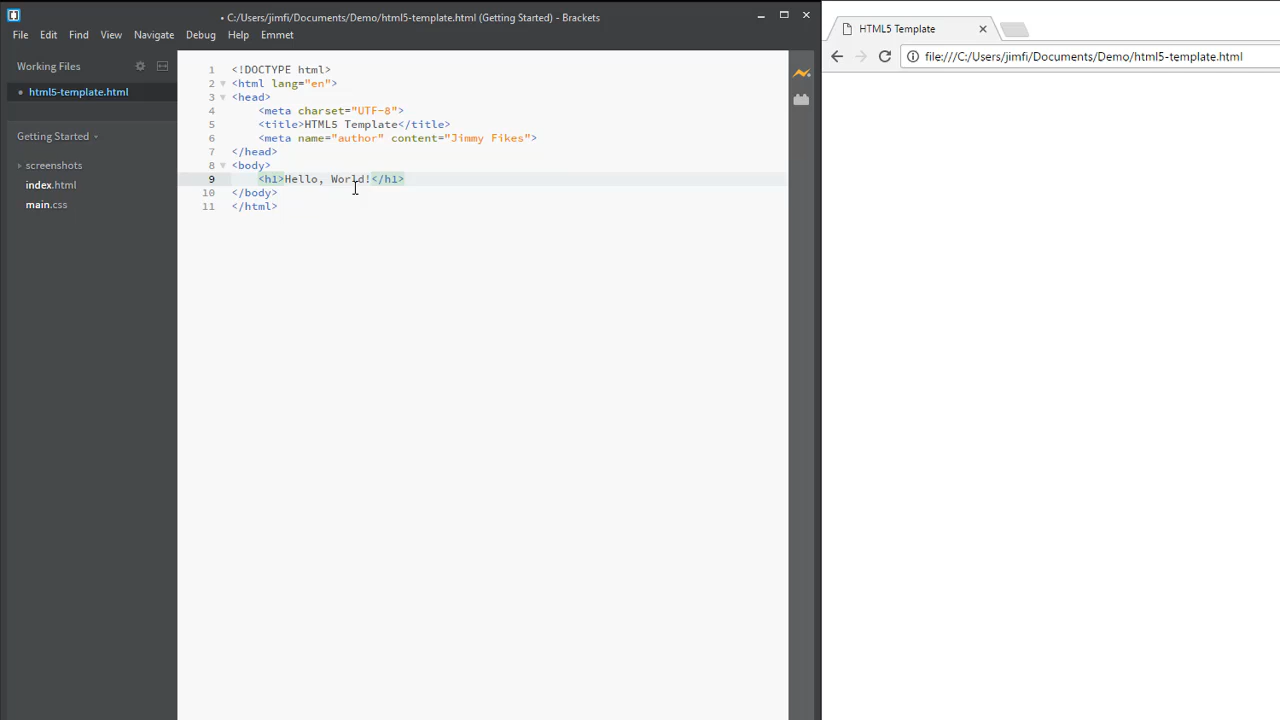 • C:/Users/jimfi/Documents/Demo/html5-template.html (Getting Started) - Brackets
File Edit Find View Navigate Debug Help Emmet
Working Files
• html5-template.html
Getting Started
screenshots
index.html
main.css
1 <!DOCTYPE html>
2 <html lang="en">
3 <head>
4 <meta charset="UTF-8">
5 <title>HTML5 Template</title>
6 <meta name="author" content="Jimmy Fikes">
7 </head>
8 <body>
9 <h1>Hello, World!</h1>
10 </body>
11 </html>
HTML5 Template
file:///C:/Users/jimfi/Documents/Demo/html5-template.html